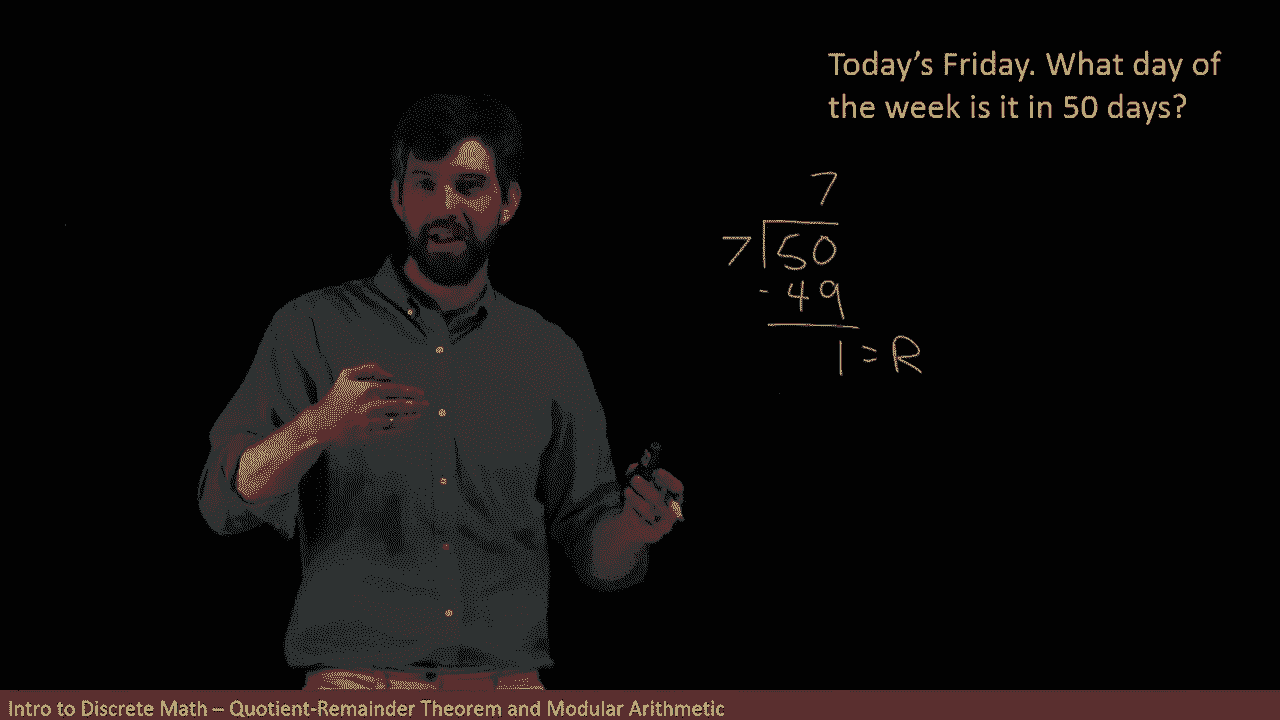 Today's Friday. What day of
the week is it in 50 days?
7
7 50
- 49
1 = R
Intro to Discrete Math – Quotient-Remainder Theorem and Modular Arithmetic